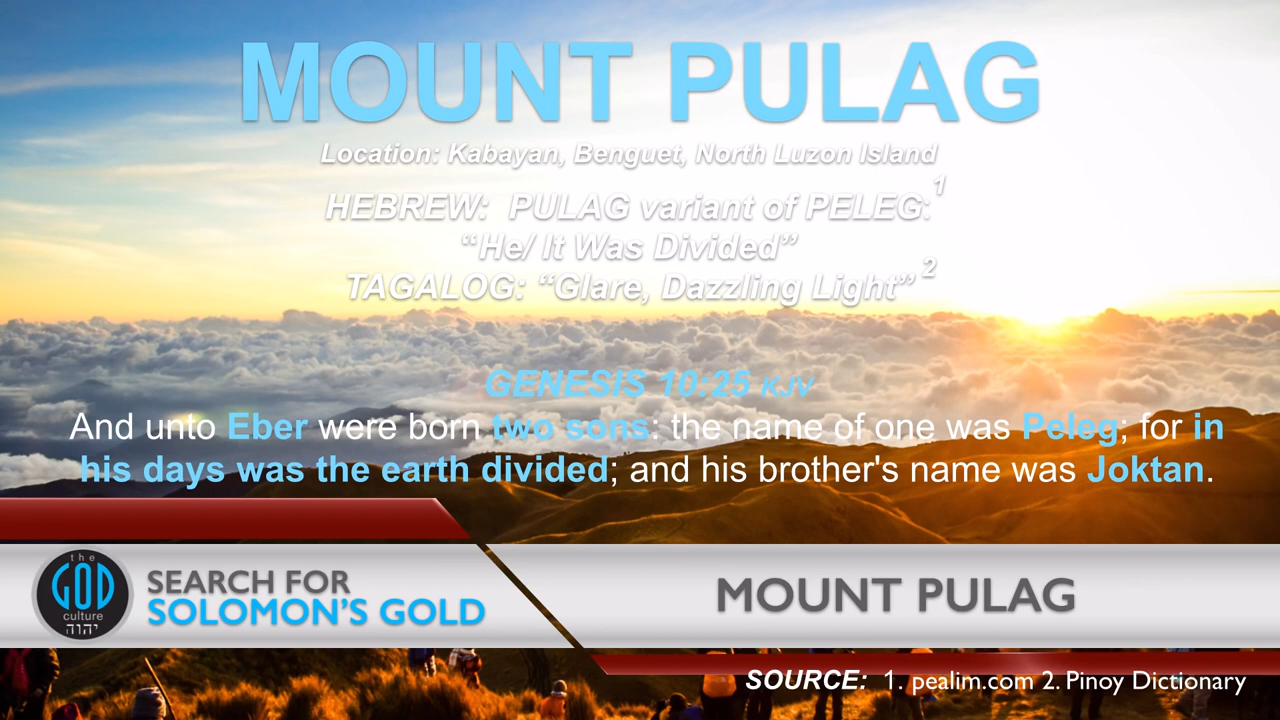 MOUNT PULAG
Location: Kabayan, Benguet, North Luzon Island
HEBREW: PULAG variant of PELEG:1
“He/ It Was Divided”
TAGALOG: “Glare, Dazzling Light” 2
GENESIS 10:25 KJV
And unto Eber were born two sons: the name of one was Peleg; for in
his days was the earth divided; and his brother's name was Joktan.
the
GOD
culture
יהוה
SEARCH FOR
SOLOMON’S GOLD
MOUNT PULAG
SOURCE: 1. pealim.com 2. Pinoy Dictionary